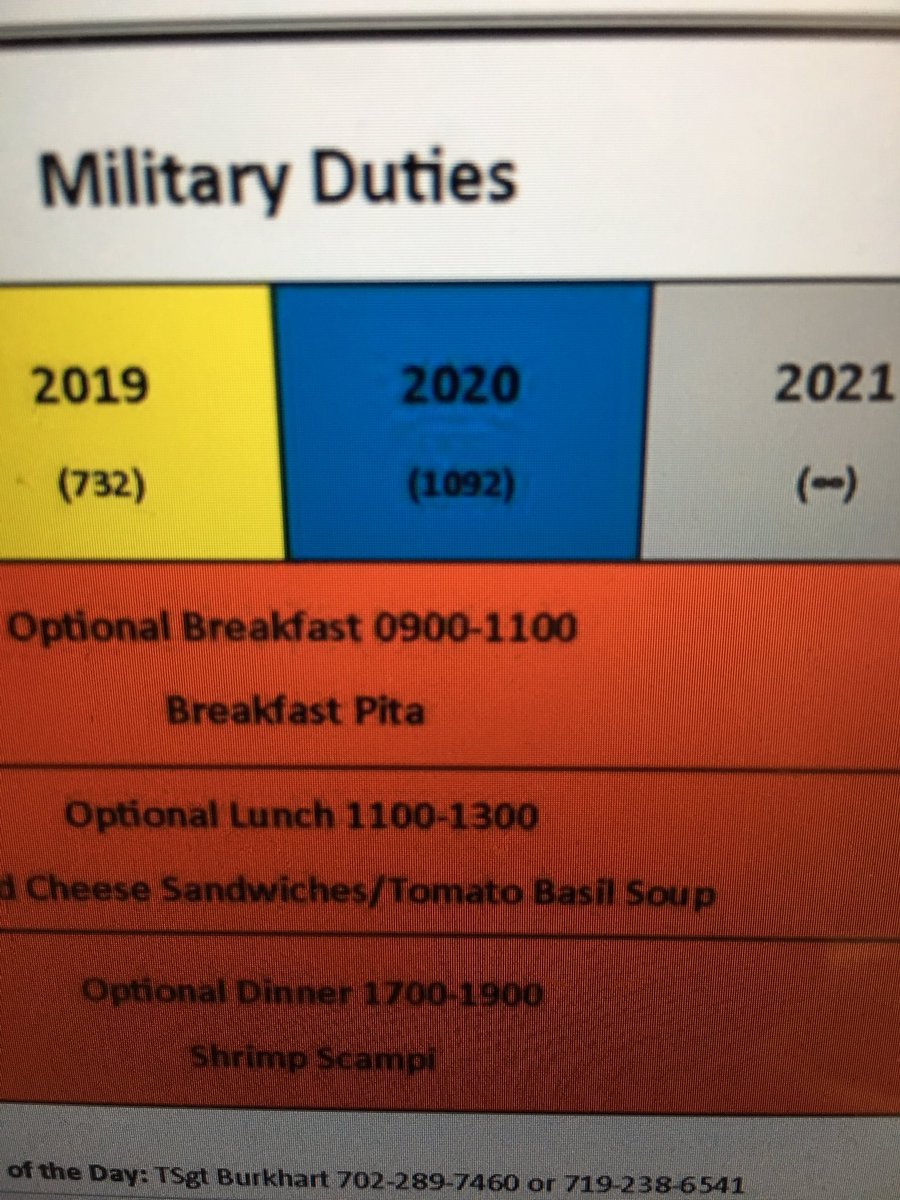 Military Duties
2019 2020 2021
(732) (1092) (--)
Optional Breakfast 0900-1100
Breakfast Pita
Optional Lunch 1100-1300
d Cheese Sandwiches/Tomato Basil Soup
Optional Dinner 1700-1900
Shrimp Scampi
of the Day: TSgt Burkhart 702-289-7460 or 719-238-6541